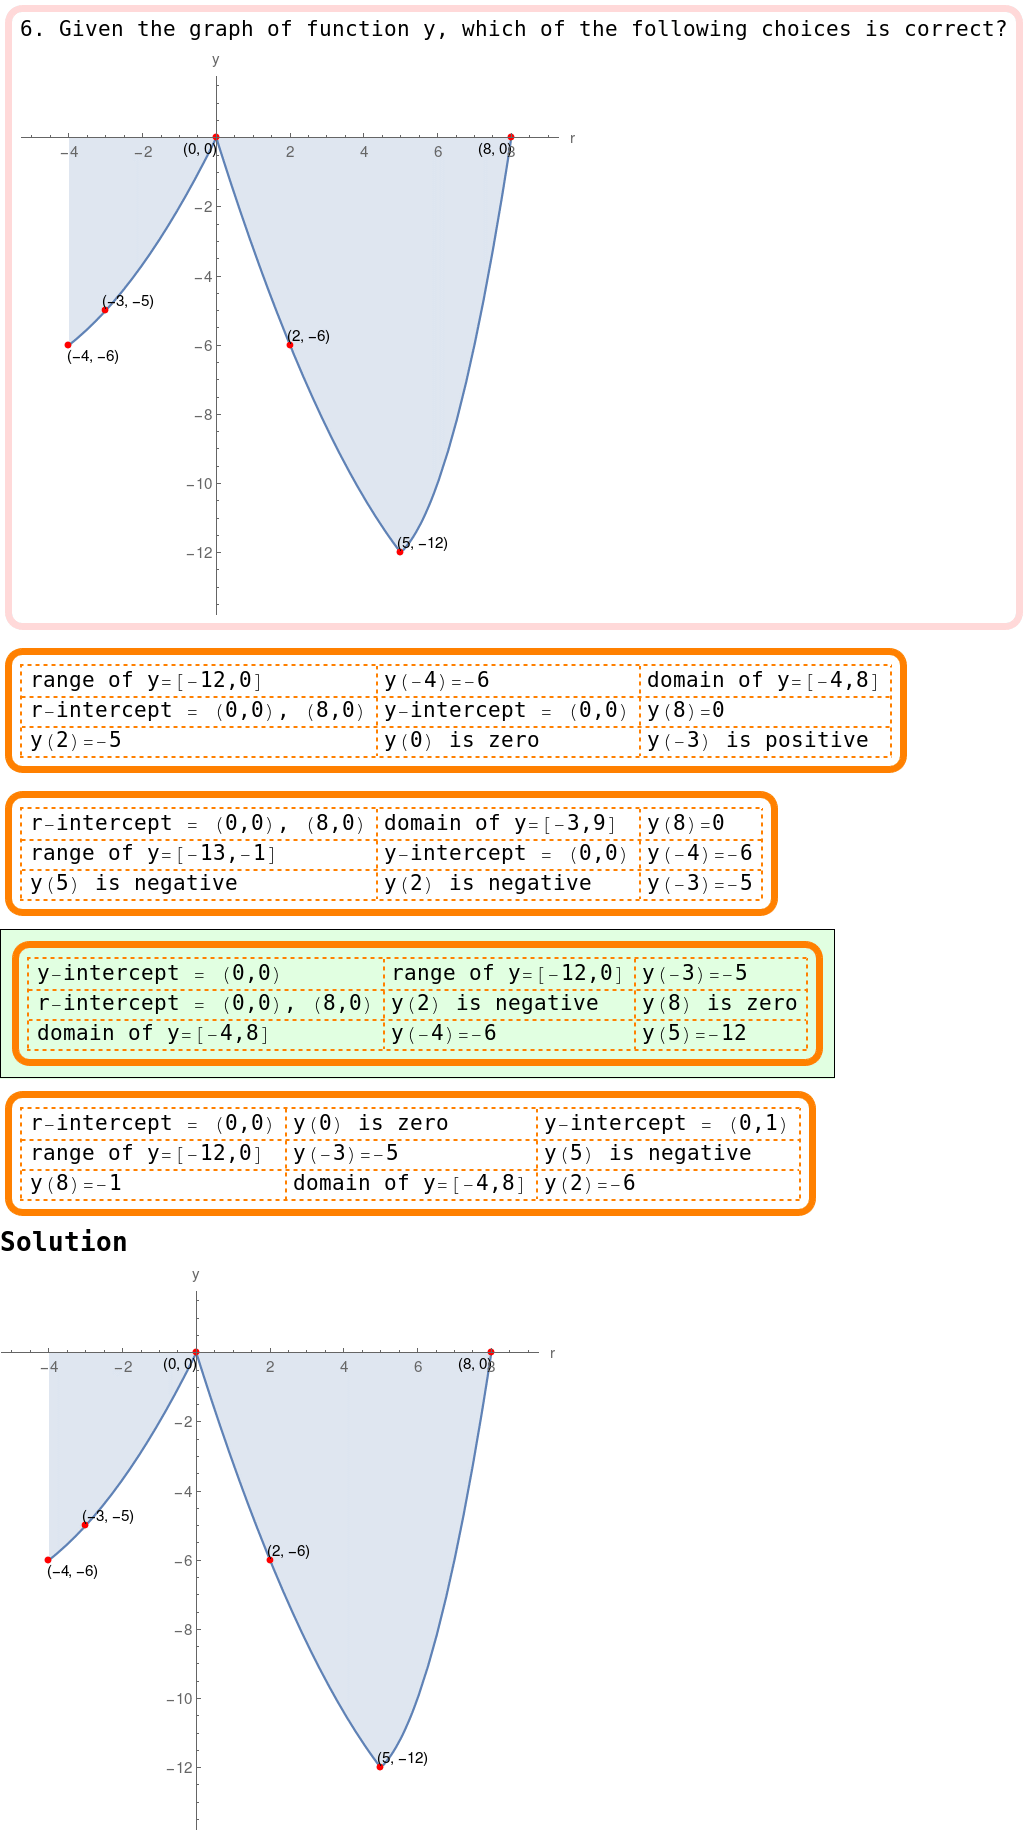 6. Given the graph of function y, which of the following choices is correct?
y
−4 −2 2 4 6 8 r
(0, 0) (8, 0)
−2
−4
(−3, −5)
(2, −6)
−6
(−4, −6)
−8
−10
(5, −12)
−12
range of y=[-12,0] y(-4)=-6 domain of y=[-4,8]
r-intercept = (0,0), (8,0) y-intercept = (0,0) y(8)=0
y(2)=-5 y(0) is zero y(-3) is positive
r-intercept = (0,0), (8,0) domain of y=[-3,9] y(8)=0
range of y=[-13,-1] y-intercept = (0,0) y(-4)=-6
y(5) is negative y(2) is negative y(-3)=-5
y-intercept = (0,0) range of y=[-12,0] y(-3)=-5
r-intercept = (0,0), (8,0) y(2) is negative y(8) is zero
domain of y=[-4,8] y(-4)=-6 y(5)=-12
r-intercept = (0,0) y(0) is zero y-intercept = (0,1)
range of y=[-12,0] y(-3)=-5 y(5) is negative
y(8)=-1 domain of y=[-4,8] y(2)=-6
Solution
y
−4 −2 2 4 6 8 r
(0, 0) (8, 0)
−2
−4
(−3, −5)
(2, −6)
−6
(−4, −6)
−8
−10
(5, −12)
−12